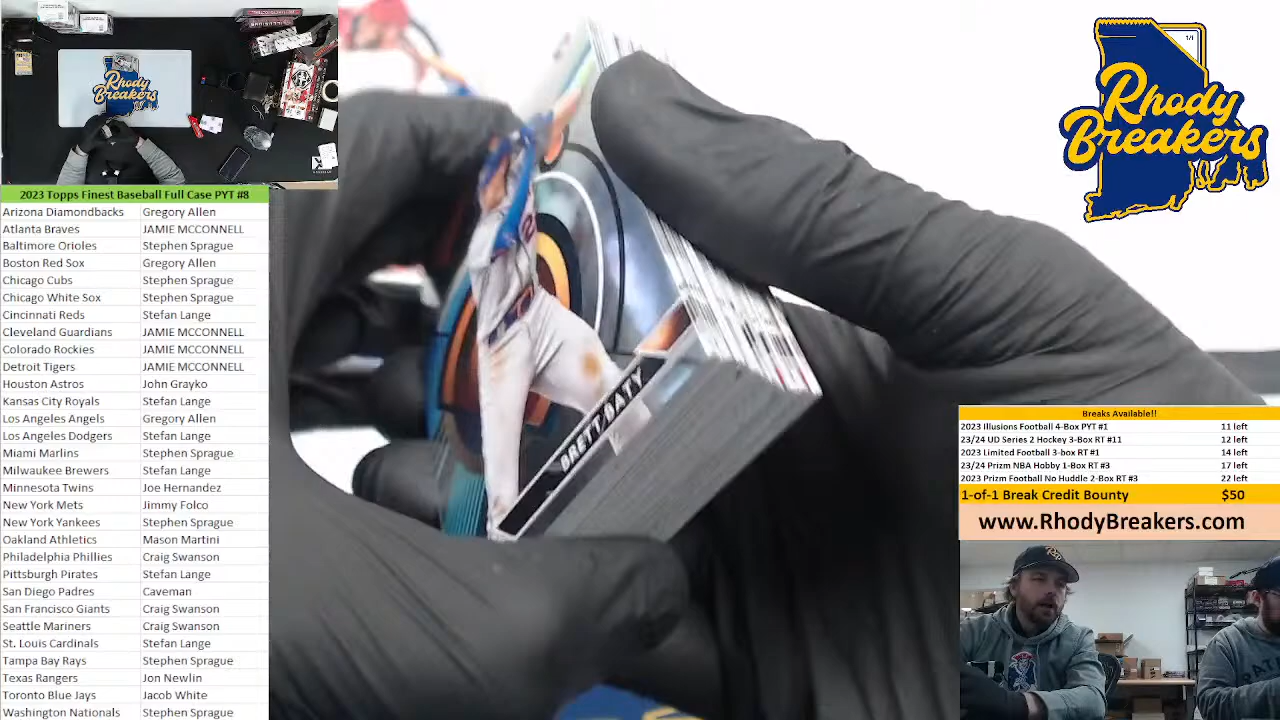 Rhody
Breakers
2023 Topps Finest Baseball Full Case PYT #8
Arizona Diamondbacks Gregory Allen
Atlanta Braves JAMIE MCCONNELL
Baltimore Orioles Stephen Sprague
Boston Red Sox Gregory Allen
Chicago Cubs Stephen Sprague
Chicago White Sox Stephen Sprague
Cincinnati Reds Stefan Lange
Cleveland Guardians JAMIE MCCONNELL
Colorado Rockies JAMIE MCCONNELL
Detroit Tigers JAMIE MCCONNELL
Houston Astros John Grayko
Kansas City Royals Stefan Lange
Los Angeles Angels Gregory Allen
Los Angeles Dodgers Stefan Lange
Miami Marlins Stephen Sprague
Milwaukee Brewers Stefan Lange
Minnesota Twins Joe Hernandez
New York Mets Jimmy Folco
New York Yankees Stephen Sprague
Oakland Athletics Mason Martini
Philadelphia Phillies Craig Swanson
Pittsburgh Pirates Stefan Lange
San Diego Padres Caveman
San Francisco Giants Craig Swanson
Seattle Mariners Craig Swanson
St. Louis Cardinals Stefan Lange
Tampa Bay Rays Stephen Sprague
Texas Rangers Jon Newlin
Toronto Blue Jays Jacob White
Washington Nationals Stephen Sprague
BRETT BATY
1/1
Rhody
Breakers
Breaks Available!!
2023 Illusions Football 4-Box PYT #1 11 left
23/24 UD Series 2 Hockey 3-Box RT #11 12 left
2023 Limited Football 3-box RT #1 14 left
23/24 Prizm NBA Hobby 1-Box RT #3 17 left
2023 Prizm Football No Huddle 2-Box RT #3 22 left
1-of-1 Break Credit Bounty $50
www.RhodyBreakers.com